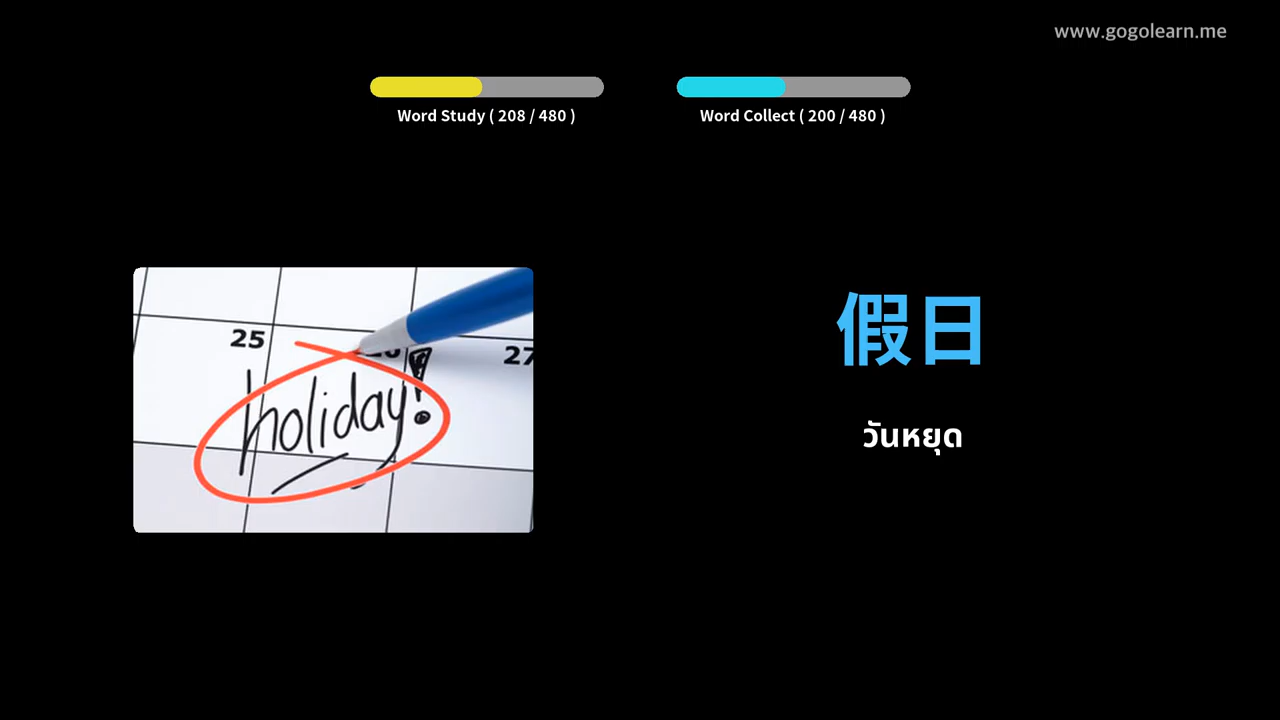 www.gogolearn.me
Word Study ( 208 / 480 )
Word Collect ( 200 / 480 )
25
27
holiday!
假日
วันหยุด